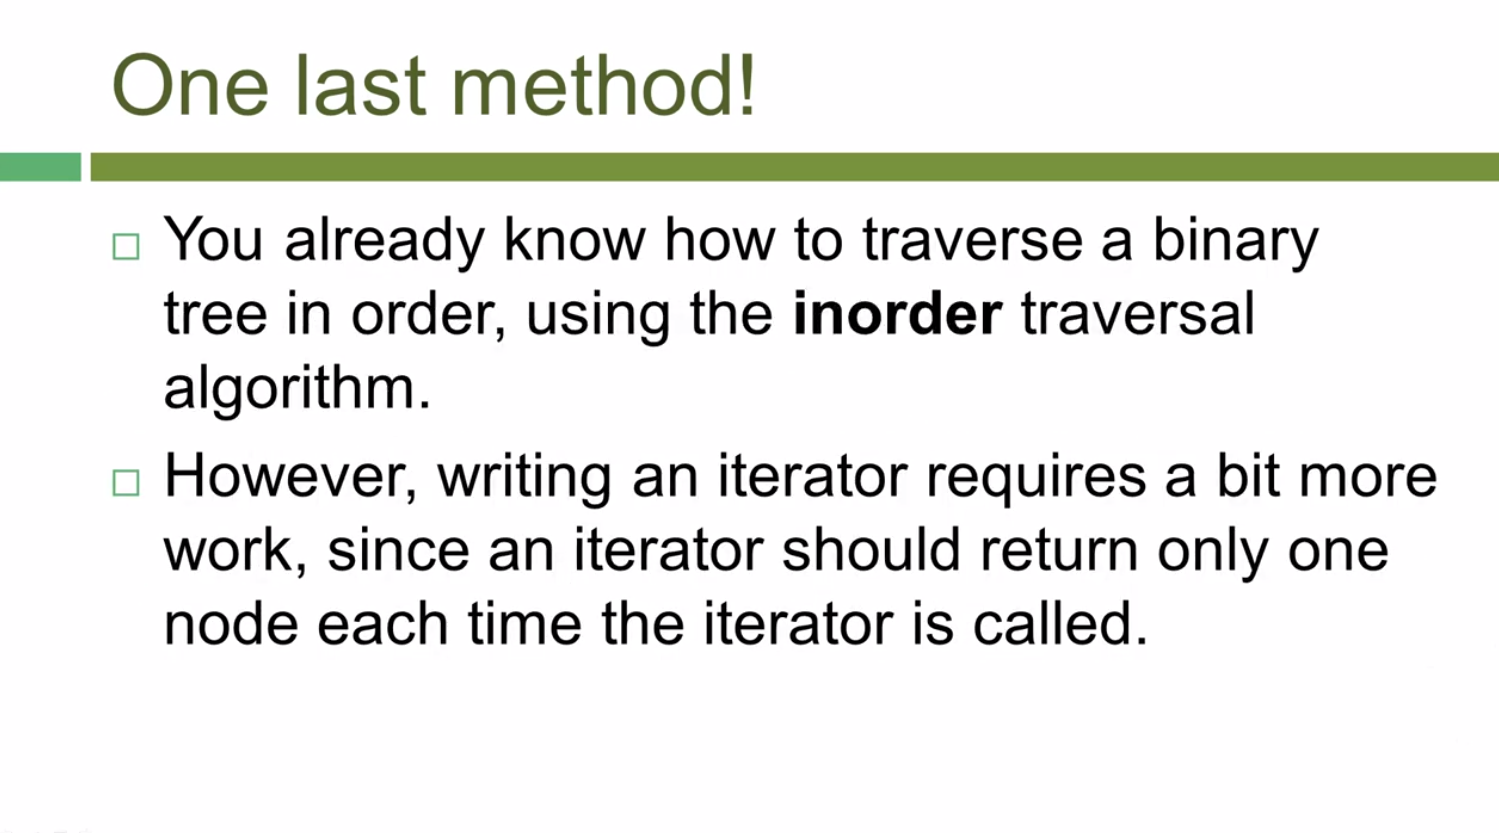 One last method!
You already know how to traverse a binary
tree in order, using the inorder traversal
algorithm.
However, writing an iterator requires a bit more
work, since an iterator should return only one
node each time the iterator is called.